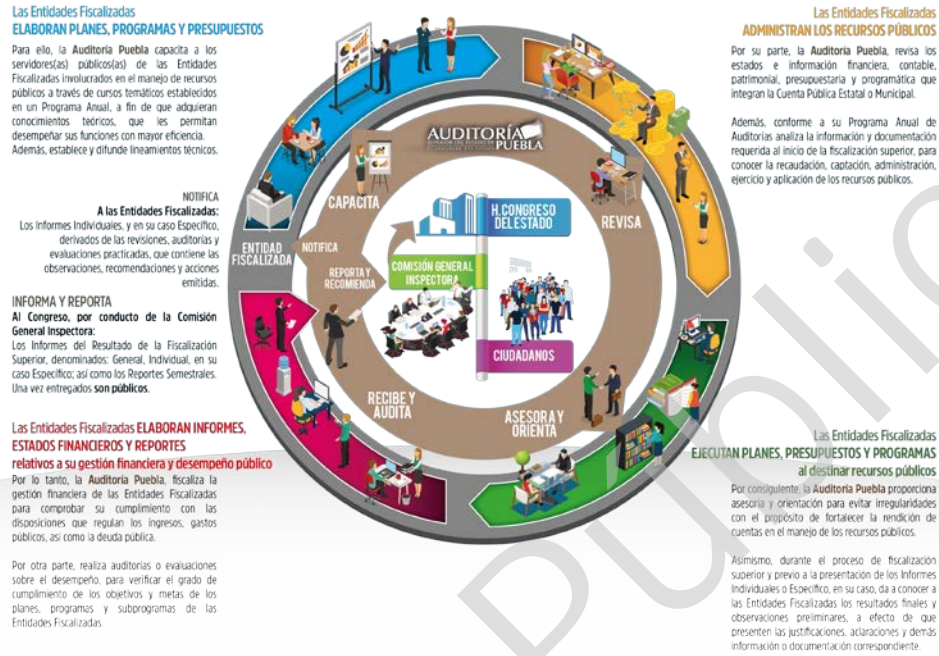 Las Entidades Fiscalizadas
ELABORAN PLANES, PROGRAMAS Y PRESUPUESTOS
Para ello, la Auditoría Puebla capacita a los
servidores(as) públicos(as) de las Entidades
Fiscalizadas involucrados en el manejo de recursos
públicos a través de cursos temáticos establecidos
en un Programa Anual, a fin de que adquieran
conocimientos teóricos, que les permitan
desempeñar sus funciones con mayor eficiencia.
Además, establece y difunde lineamientos técnicos.
NOTIFICA
A las Entidades Fiscalizadas:
Los Informes Individuales, y en su caso Específico,
derivados de las revisiones, auditorías y
evaluaciones practicadas, que contiene las
observaciones, recomendaciones y acciones
emitidas.
INFORMA Y REPORTA
Al Congreso, por conducto de la Comisión
General Inspectora:
Los Informes del Resultado de la Fiscalización
Superior, denominados: General, Individual, en su
caso Específico; así como los Reportes Semestrales.
Una vez entregados son públicos.
Las Entidades Fiscalizadas ELABORAN INFORMES,
ESTADOS FINANCIEROS Y REPORTES
relativos a su gestión financiera y desempeño público
Por lo tanto, la Auditoría Puebla, fiscaliza la
gestión financiera de las Entidades Fiscalizadas
para comprobar su cumplimiento con las
disposiciones que regulan los ingresos, gastos
públicos, así como la deuda pública.
Por otra parte, realiza auditorías o evaluaciones
sobre el desempeño, para verificar el grado de
cumplimiento de los objetivos y metas de los
planes, programas y subprogramas de las
Entidades Fiscalizadas
AUDITORÍA
SUPERIOR DEL ESTADO DE PUEBLA
CAPACITA
REVISA
ENTIDAD
FISCALIZADA
NOTIFICA
REPORTA Y
RECOMIENDA
H. CONGRESO
DEL ESTADO
COMISIÓN GENERAL
INSPECTORA
CIUDADANOS
RECIBE Y
AUDITA
ASESORA Y
ORIENTA
Las Entidades Fiscalizadas
ADMINISTRAN LOS RECURSOS PÚBLICOS
Por su parte, la Auditoría Puebla, revisa los
estados e información financiera, contable,
patrimonial, presupuestaria y programática que
integran la Cuenta Pública Estatal o Municipal.
Además, conforme a su Programa Anual de
Auditorías analiza la información y documentación
requerida al inicio de la fiscalización superior, para
conocer la recaudación, captación, administración,
ejercicio y aplicación de los recursos públicos.
Las Entidades Fiscalizadas
EJECUTAN PLANES, PRESUPUESTOS Y PROGRAMAS
al destinar recursos públicos
Por consiguiente, la Auditoría Puebla proporciona
asesoría y orientación para evitar irregularidades
con el propósito de fortalecer la rendición de
cuentas en el manejo de los recursos públicos.
Asimismo, durante el proceso de fiscalización
superior y previo a la presentación de los Informes
Individuales o Específico, en su caso, da a conocer a
las Entidades Fiscalizadas los resultados finales y
observaciones preliminares, a efecto de que
presenten las justificaciones, aclaraciones y demás
información o documentación correspondiente.
Públic